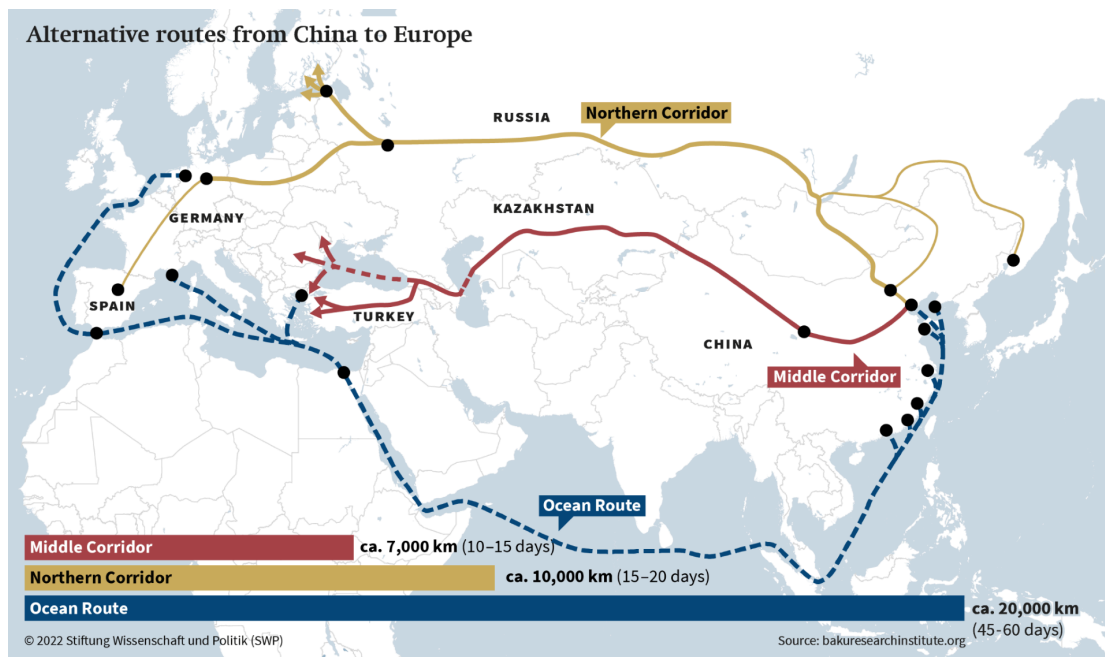 Alternative routes from China to Europe
RUSSIA
Northern Corridor
KAZAKHSTAN
GERMANY
SPAIN
TURKEY
CHINA
Middle Corridor
Ocean Route
Middle Corridor
ca. 7,000 km (10–15 days)
Northern Corridor
ca. 10,000 km (15–20 days)
Ocean Route
ca. 20,000 km
(45-60 days)
© 2022 Stiftung Wissenschaft und Politik (SWP)
Source: bakuresearchinstitute.org